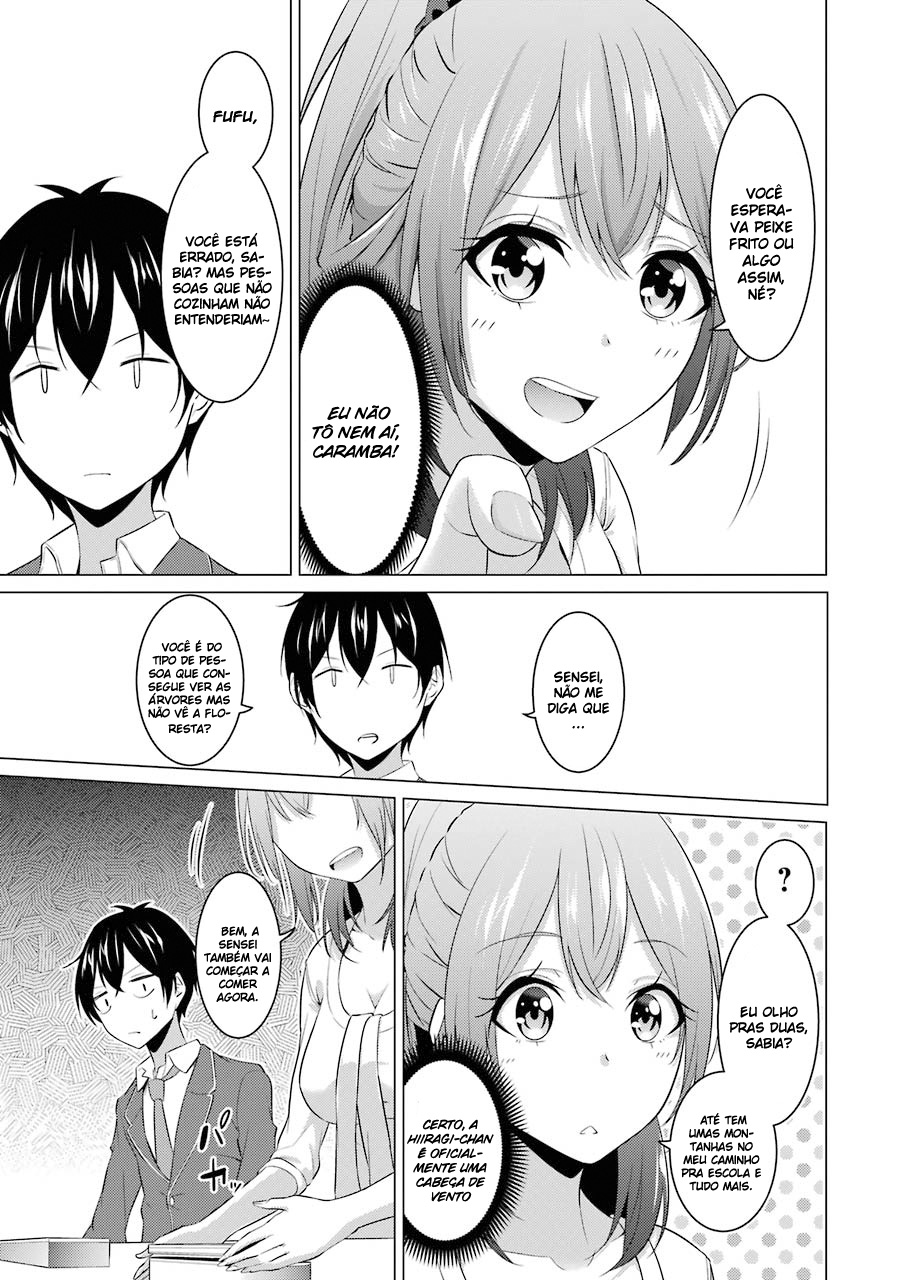 VOCÊ
ESPERA-
VA PEIXE
FRITO OU
ALGO
ASSIM,
NÉ?
EU NÃO
TÔ NEM AÍ,
CARAMBA!
FUFU,
VOCÊ ESTÁ
ERRADO, SA-
BIA? MAS PES-
SOAS QUE NÃO
COZINHAM NÃO
ENTENDERIAM~
SENSEI,
NÃO ME
DIGA QUE
...
VOCÊ É DO
TIPO DE PES-
SOA QUE CON-
SEGUE VER AS
ÁRVORES MAS
NÃO VÊ A FLO-
RESTA?
?
EU OLHO
PRAS DUAS,
SABIA?
ATÉ TEM
UMAS MON-
TANHAS NO
MEU CAMINHO
PRA ESCOLA E
TUDO MAIS.
CERTO, A
HIIRAGI-CHAN
É OFICIAL-
MENTE UMA
CABEÇA DE
VENTO
BEM, A
SENSEI
TAMBÉM VAI
COMEÇAR A
COMER
AGORA.
パカッ